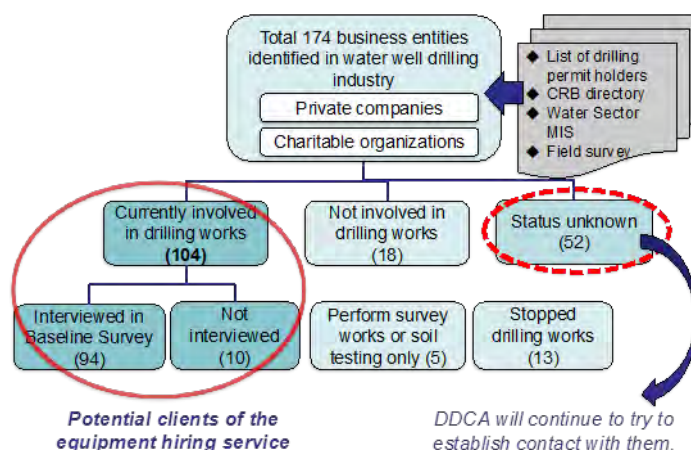 Total 174 business entities
identified in water well drilling
industry
Private companies
Charitable organizations
◆ List of drilling
permit holders
◆ CRB directory
◆ Water Sector
MIS
◆ Field survey
Currently involved
in drilling works
(104)
Not involved in
drilling works
(18)
Status unknown
(52)
Interviewed in
Baseline Survey
(94)
Not
interviewed
(10)
Perform survey
works or soil
testing only (5)
Stopped
drilling works
(13)
Potential clients of the
equipment hiring service
DDCA will continue to try to
establish contact with them.